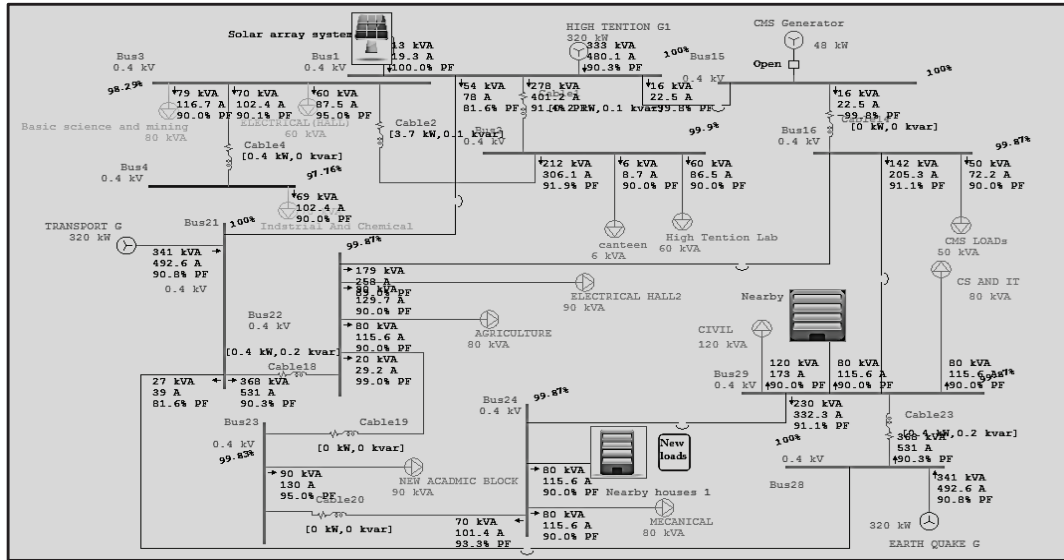 Solar array system
13 kVA
19.3 A
100.0% PF
HIGH TENTION G1
320 kW
333 kVA
480.1 A
90.3% PF
100%
CMS Generator
48 kW
Open
Bus3
0.4 kV
98.29%
Bus1
0.4 kV
Bus15
0.4 kV
100%
79 kVA
116.7 A
90.0% PF
70 kVA
102.4 A
90.1% PF
60 kVA
87.5 A
95.0% PF
Basic science and mining
80 kVA
ELECTRICAL(HALL)
60 kVA
Cable2
[3.7 kW,0.1 kvar]
54 kVA
78 A
81.6% PF
278 kVA
401.2 A
16 kVA
22.5 A
99.8% PF
0.4 kV
99.9%
16 kVA
22.5 A
-99.8% PF
[0 kW,0 kvar]
Bus16
0.4 kV
99.87%
Cable4
[0.4 kW,0 kvar]
Bus4
0.4 kV
97.76%
69 kVA
102.4 A
90.0% PF
Indstrial And Chemical
212 kVA
306.1 A
91.9% PF
6 kVA
8.7 A
90.0% PF
60 kVA
86.5 A
90.0% PF
canteen
6 kVA
High Tention Lab
60 kVA
142 kVA
205.3 A
91.1% PF
50 kVA
72.2 A
90.0% PF
CMS LOADs
50 kVA
Bus21
100%
TRANSPORT G
320 kW
341 kVA
492.6 A
90.8% PF
0.4 kV
99.87%
179 kVA
258 A
89.0% PF
90 kVA
129.7 A
90.0% PF
ELECTRICAL HALL2
90 kVA
80 kVA
115.6 A
90.0% PF
AGRICULTURE
80 kVA
20 kVA
29.2 A
99.0% PF
Bus22
0.4 kV
[0.4 kW,0.2 kvar]
Cable18
27 kVA
39 A
81.6% PF
368 kVA
531 A
90.3% PF
CS AND IT
80 kVA
Nearby
CIVIL
120 kVA
120 kVA
173 A
90.0% PF
80 kVA
115.6 A
90.0% PF
80 kVA
115.6 A
90.0% PF
Bus29
0.4 kV
230 kVA
332.3 A
91.1% PF
Cable23
[0.4 kW,0.2 kvar]
368 kVA
531 A
90.3% PF
100%
0.4 kV
Bus28
341 kVA
492.6 A
90.8% PF
320 kW
EARTH QUAKE G
Bus23
0.4 kV
99.83%
Cable19
[0 kW,0 kvar]
90 kVA
130 A
95.0% PF
NEW ACADMIC BLOCK
90 kVA
Cable20
[0 kW,0 kvar]
Bus24
0.4 kV
99.87%
80 kVA
115.6 A
90.0% PF
Nearby houses 1
New
loads
70 kVA
101.4 A
93.3% PF
80 kVA
115.6 A
90.0% PF
MECANICAL
80 kVA